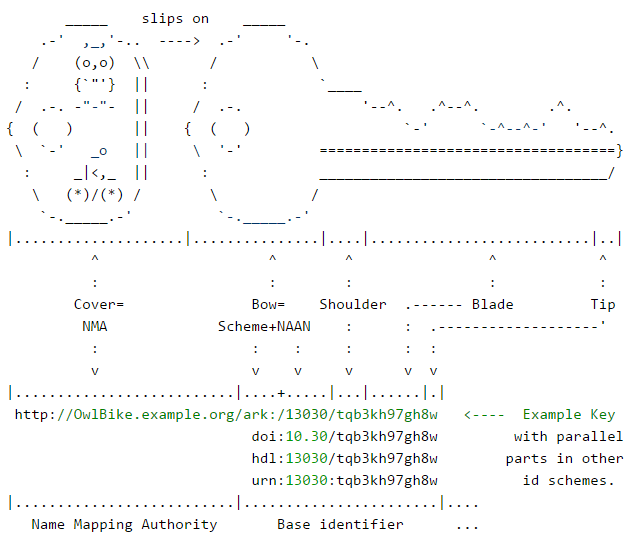 slips on
Cover=    Bow=    Shoulder    Blade    Tip
NMA    Scheme+NAAN
http://OwlBike.example.org/ark:/13030/tqb3kh97gh8w    <----  Example Key
doi:10.30/tqb3kh97gh8w    with parallel
hdl:13030/tqb3kh97gh8w    parts in other
urn:13030:tqb3kh97gh8w    id schemes.
Name Mapping Authority    Base identifier    ...